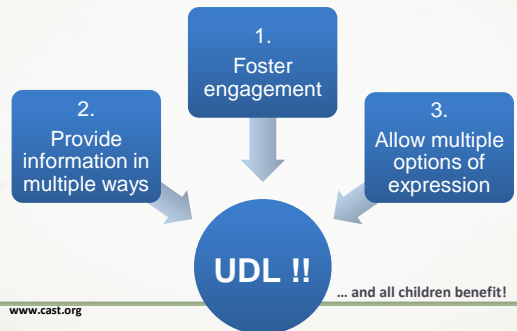 1.
Foster
engagement
2.
Provide
information in
multiple ways
3.
Allow multiple
options of
expression
UDL !!
... and all children benefit!
www.cast.org